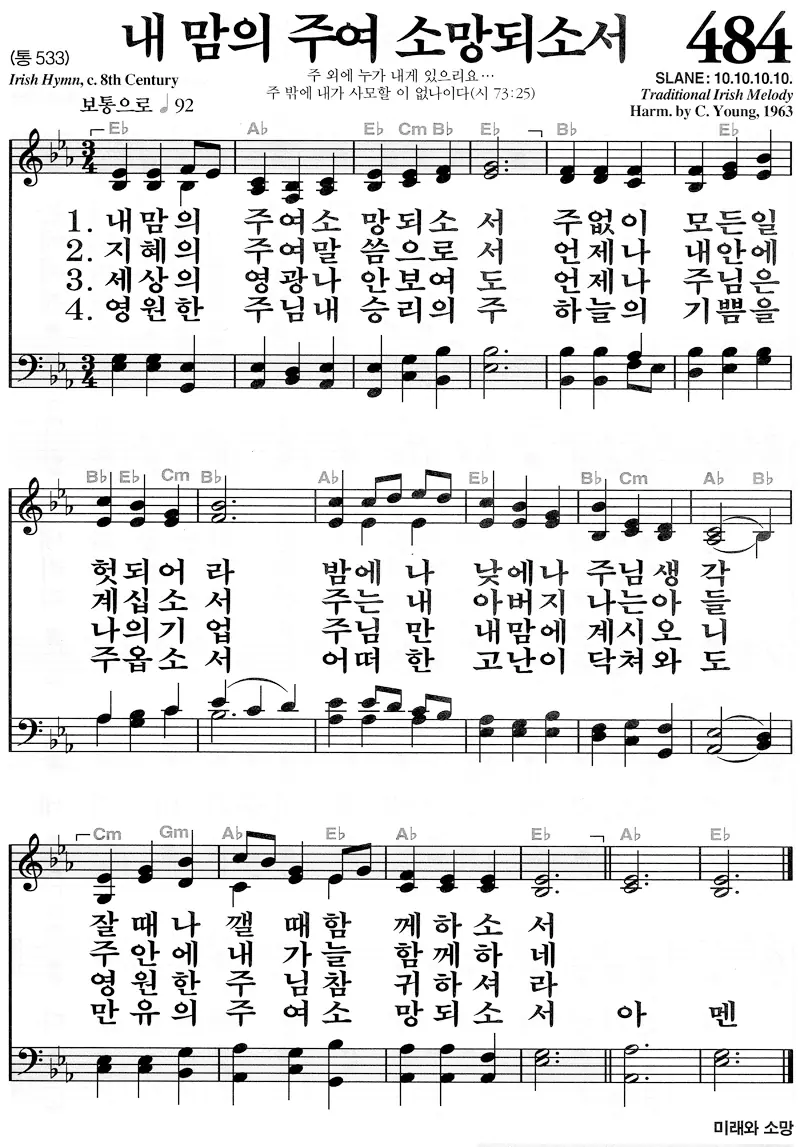 내 맘의 주여 소망되소서 484
(통 533)
Irish Hymn, c. 8th Century
주 외에 누가 내게 있으리요…
주 밖에 내가 사모할 이 없나이다(시 73:25)
SLANE: 10.10.10.10.
Traditional Irish Melody
Harm. by C. Young, 1963
보통으로 ♩ 92
3/4
E♭ A♭ E♭ Cm B♭ E♭ B♭ E♭
1. 내맘의 주여소 망되소 서 주없이 모든일
2. 지혜의 주여말 씀으로 서 언제나 내안에
3. 세상의 영광나 안보여 도 언제나 주님은
4. 영원한 주님내 승리의 주 하늘의 기쁨을
3/4
B♭ E♭ Cm B♭ A♭ E♭ B♭ Cm A♭ B♭
헛되어 라 밤에 나 낮에나 주님생 각
계십소 서 주는 내 아버지 나는아 들
나의기 업 주님 만 내맘에 계시오 니
주옵소 서 어떠 한 고난이 닥쳐와 도
Cm Gm A♭ E♭ A♭ E♭ A♭ E♭
잘때나 깰때함 께하소 서
주안에 내가늘 함께하 네
영원한 주님참 귀하셔 라
만유의 주여소 망되소 서 아 멘
미래와 소망